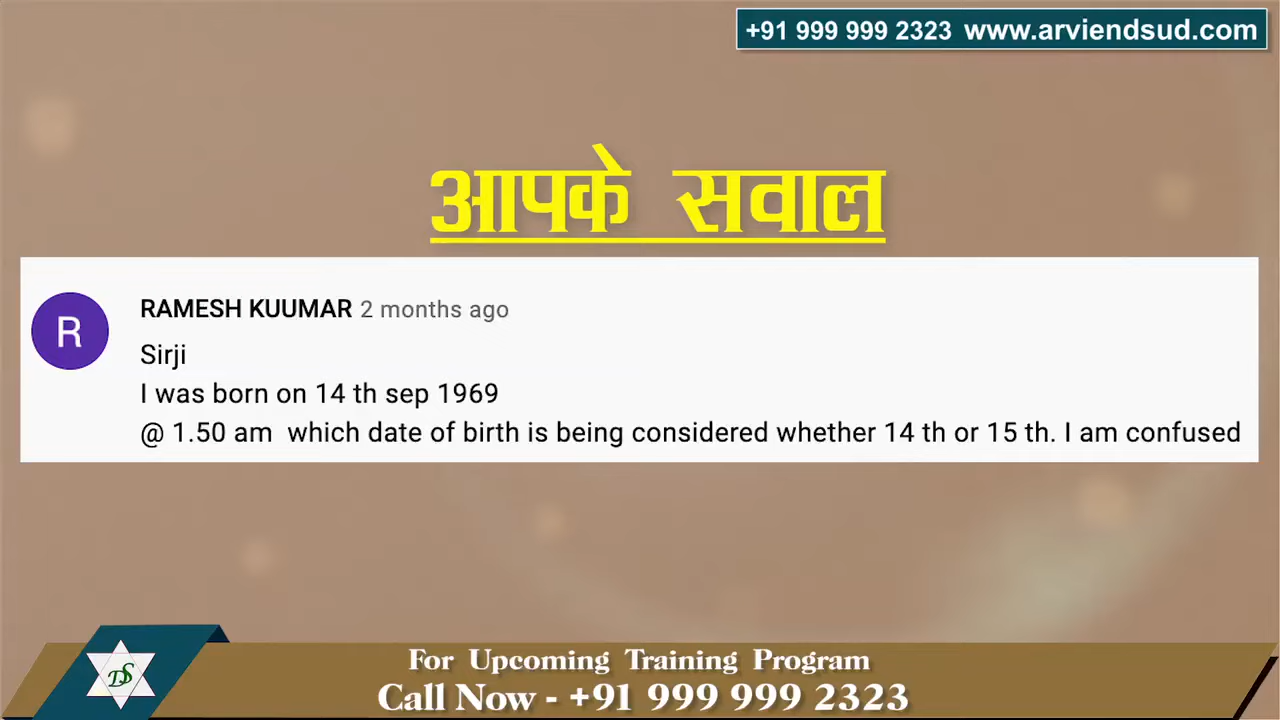 +91 999 999 2323 www.arviendsud.com
आपके सवाल
R
RAMESH KUUMAR 2 months ago
Sirji
I was born on 14 th sep 1969
@ 1.50 am which date of birth is being considered whether 14 th or 15 th. I am confused
DS
For Upcoming Training Program
Call Now - +91 999 999 2323